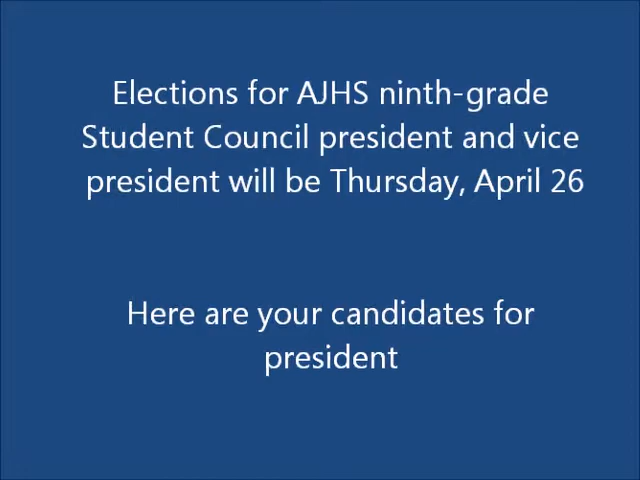 Elections for AJHS ninth-grade
Student Council president and vice
president will be Thursday, April 26
Here are your candidates for
president